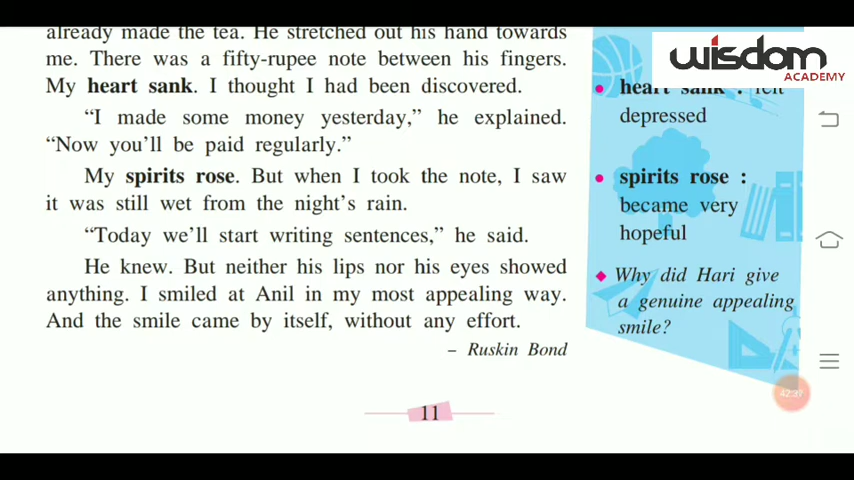 already made the tea. He stretched out his hand towards
me. There was a fifty-rupee note between his fingers.
My heart sank. I thought I had been discovered.
“I made some money yesterday,” he explained.
“Now you’ll be paid regularly.”
My spirits rose. But when I took the note, I saw
it was still wet from the night’s rain.
“Today we’ll start writing sentences,” he said.
He knew. But neither his lips nor his eyes showed
anything. I smiled at Anil in my most appealing way.
And the smile came by itself, without any effort.
– Ruskin Bond
11
wisdom
ACADEMY
heart sank : felt
depressed
spirits rose :
became very
hopeful
Why did Hari give
a genuine appealing
smile?